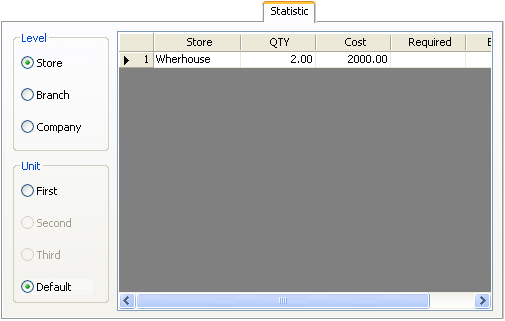 Statistic
Level
Store
Branch
Company
Unit
First
Second
Third
Default
Store QTY Cost Required
1 Wherhouse 2.00 2000.00